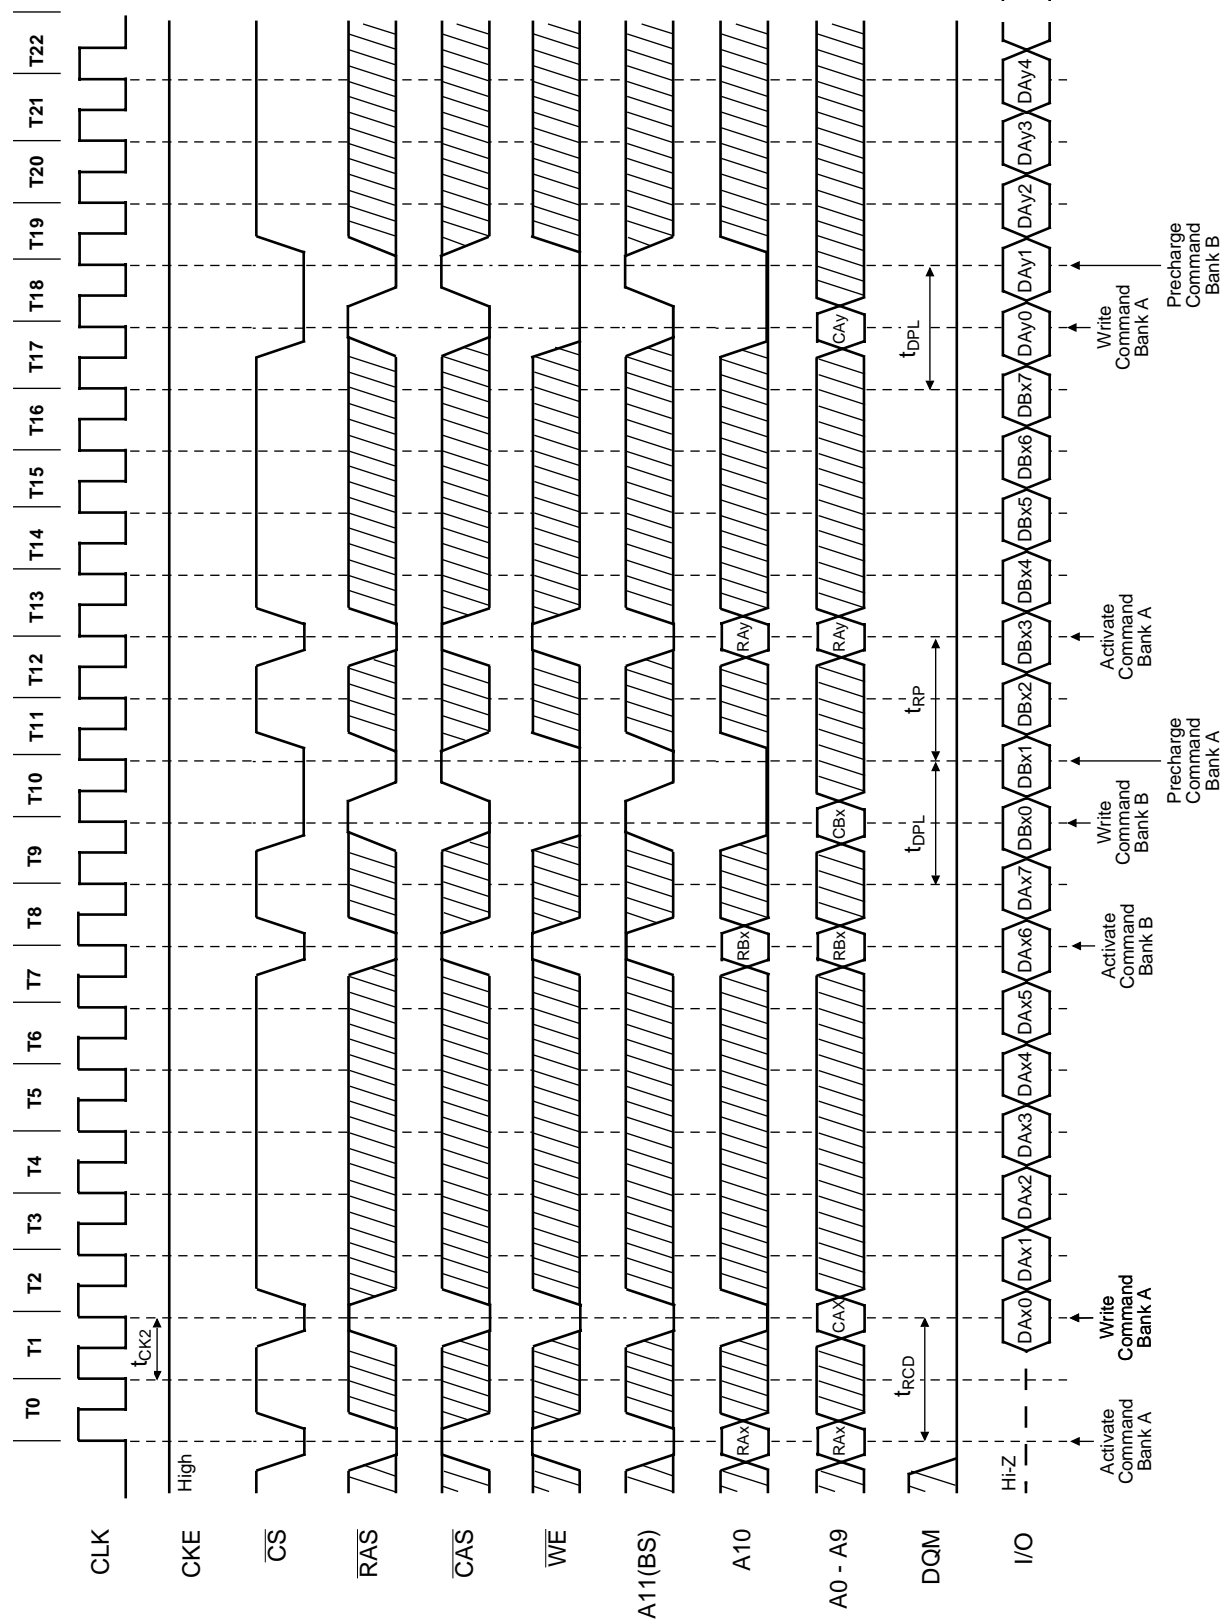 T0 T1 T2 T3 T4 T5 T6 T7 T8 T9 T10 T11 T12 T13 T14 T15 T16 T17 T18 T19 T20 T21 T22
CLK
tCK2
CKE
High
CS
RAS
CAS
WE
A11(BS)
A10
RAx RBx RAy
A0 - A9
RAx CAX RBx CBx RAy CAy
DQM
tRCD tDPL tRP tDPL
I/O
Hi-Z
DAx0 DAx1 DAx2 DAx3 DAx4 DAx5 DAx6 DAx7 DBx0 DBx1 DBx2 DBx3 DBx4 DBx5 DBx6 DBx7 DAy0 DAy1 DAy2 DAy3 DAy4
Activate
Command
Bank A
Write
Command
Bank A
Activate
Command
Bank B
Write
Command
Bank B
Precharge
Command
Bank A
Activate
Command
Bank A
Write
Command
Bank A
Precharge
Command
Bank B